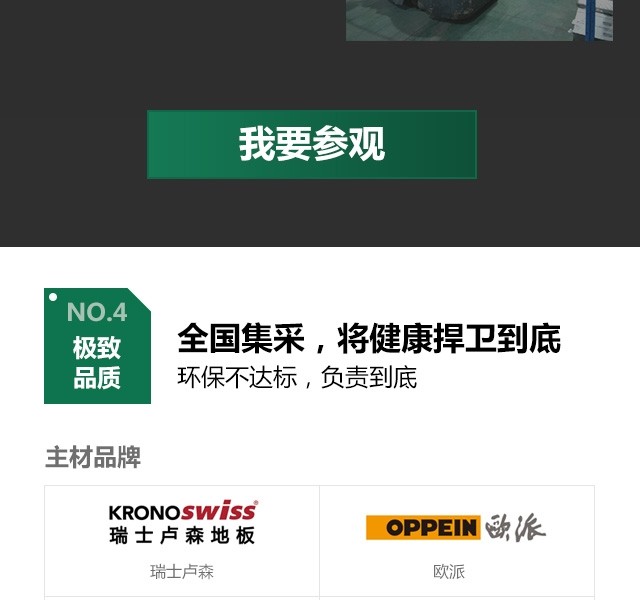 我要参观
NO.4
极致
品质
全国集采，将健康捍卫到底
环保不达标，负责到底
主材品牌
KRONOSWISS®
瑞士卢森地板
OPPEIN 欧派
瑞士卢森
欧派